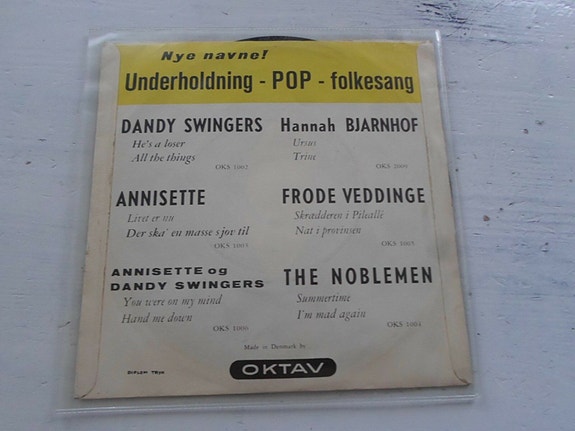 Nye navne!
Underholdning - POP - folkesang
DANDY SWINGERS
He's a loser
All the things
OKS 1002
Hannah BJARNHOF
Ursus
Trine
ANNISETTE
Livet er nu
Der ska' en masse sjov til
OKS 1003
FRODE VEDDINGE
Skrædderen i Pileallé
Nat i provinsen
OKS 1005
ANNISETTE og
DANDY SWINGERS
You were on my mind
Hand me down
OKS 1006
THE NOBLEMEN
Summertime
I'm mad again
OKS 1004
Made in Denmark by
OKTAV
DIPLOM TRYK